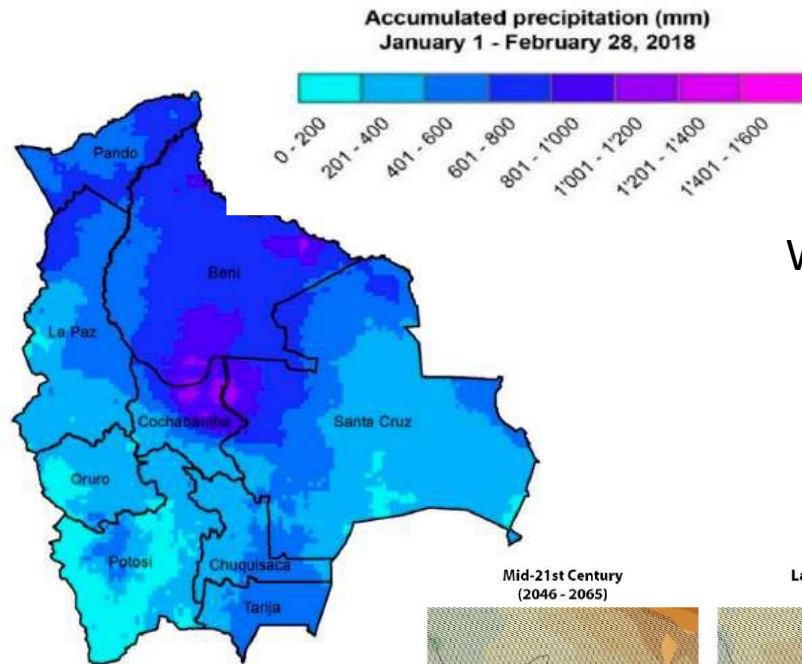 Accumulated precipitation (mm)
January 1 - February 28, 2018
0 - 200
201 - 400
401 - 600
601 - 800
801 - 1'000
1'001 - 1'200
1'201 - 1'400
1'401 - 1'600
Pando
Beni
La Paz
Cochabamba
Santa Cruz
Oruro
Potosí
Chuquisaca
Tarija
Mid-21st Century
(2046 - 2065)